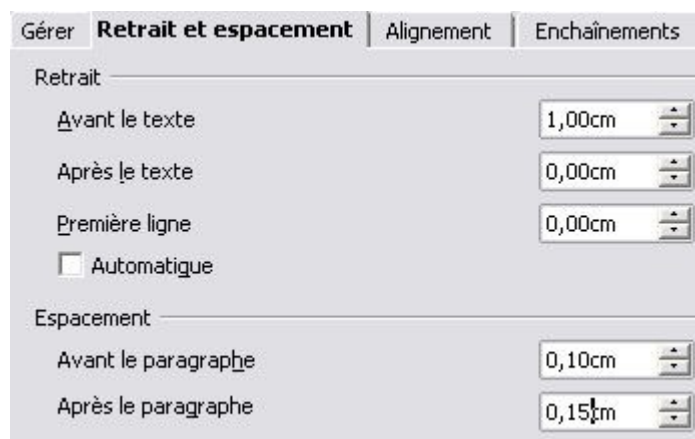 Gérer Retrait et espacement Alignement Enchaînements
Retrait
Avant le texte 1,00cm
Après le texte 0,00cm
Première ligne 0,00cm
Automatique
Espacement
Avant le paragraphe 0,10cm
Après le paragraphe 0,15cm